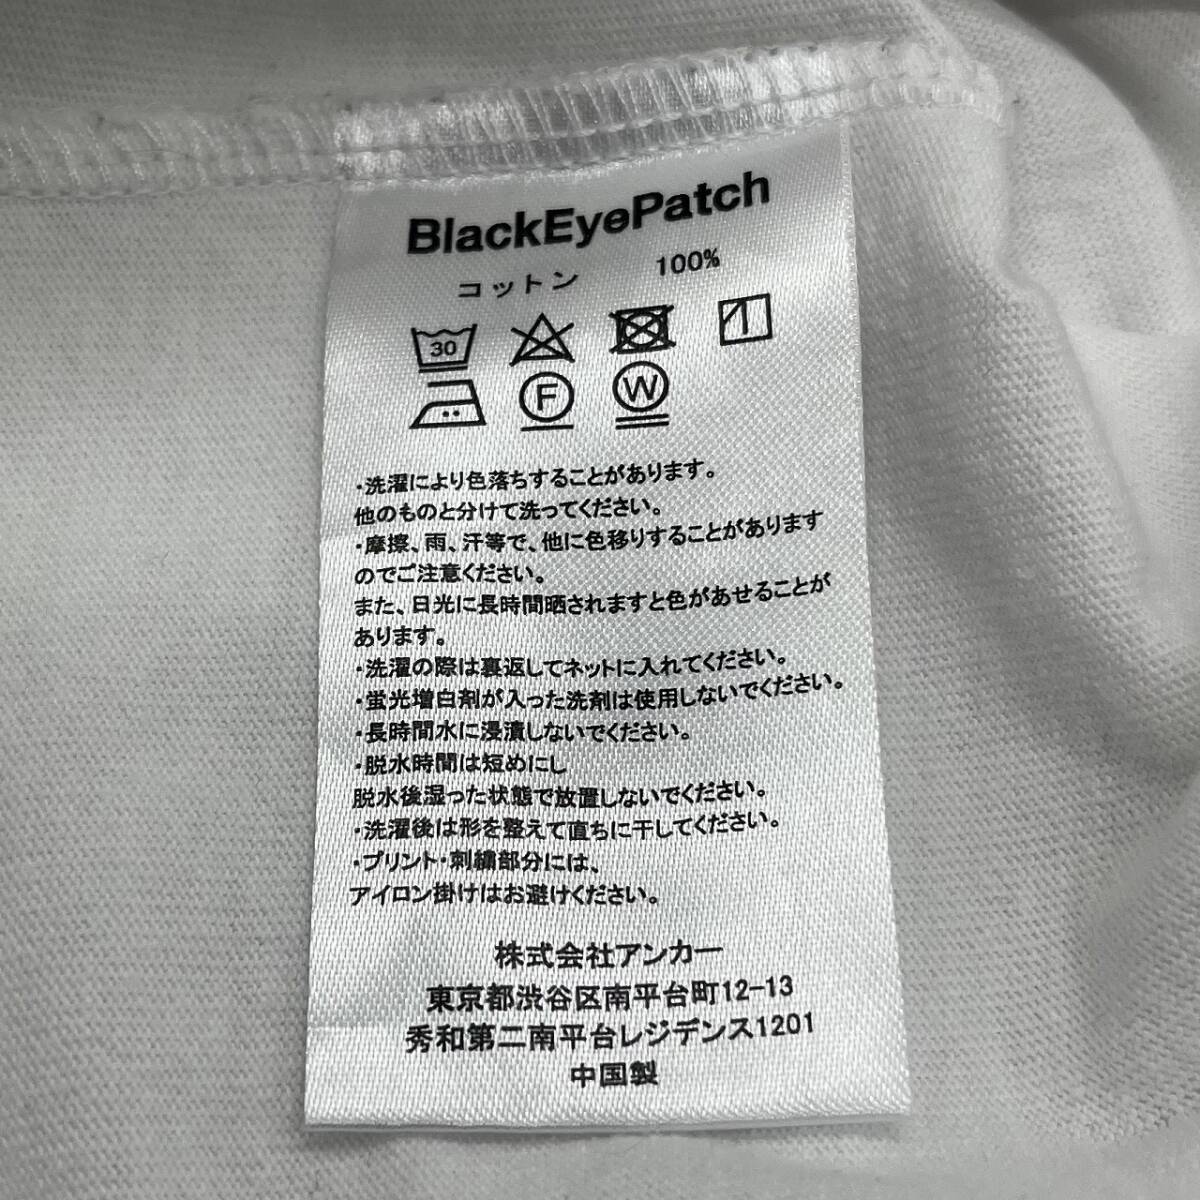 BlackEyePatch
コットン 100%
30
F W
・洗濯により色落ちすることがあります。
他のものと分けて洗ってください。
・摩擦、雨、汗等で、他に色移りすることがあります
のでご注意ください。
また、日光に長時間晒されますと色があせることが
あります。
・洗濯の際は裏返してネットに入れてください。
・蛍光増白剤が入った洗剤は使用しないでください。
・長時間水に浸漬しないでください。
・脱水時間は短めにし
脱水後湿った状態で放置しないでください。
・洗濯後は形を整えて直ちに干してください。
・プリント・刺繍部分には、
アイロン掛けはお避けください。
株式会社アンカー
東京都渋谷区南平台町12-13
秀和第二南平台レジデンス1201
中国製